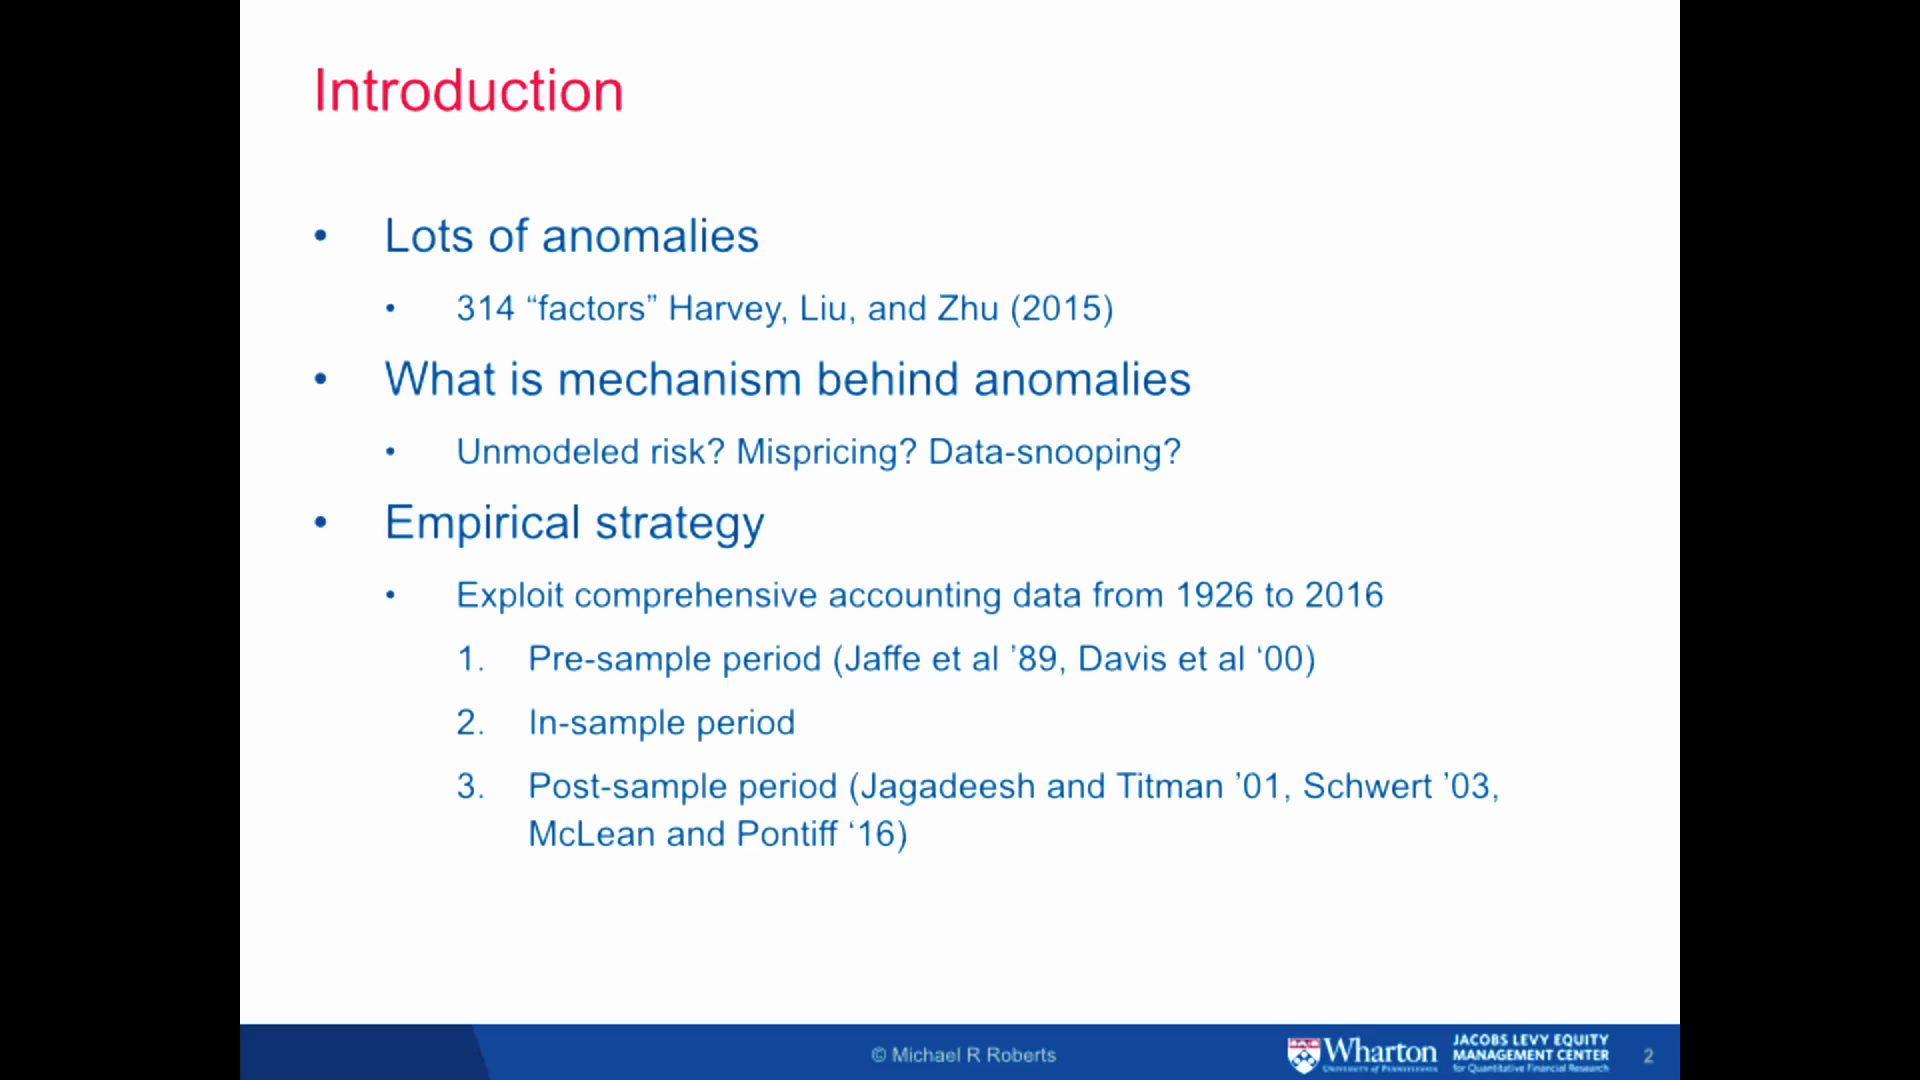 Introduction
• Lots of anomalies
• 314 “factors” Harvey, Liu, and Zhu (2015)
• What is mechanism behind anomalies
• Unmodeled risk? Mispricing? Data-snooping?
• Empirical strategy
• Exploit comprehensive accounting data from 1926 to 2016
1. Pre-sample period (Jaffe et al ’89, Davis et al ‘00)
2. In-sample period
3. Post-sample period (Jagadeesh and Titman ’01, Schwert ’03,
McLean and Pontiff ‘16)
© Michael R Roberts
Wharton
UNIVERSITY of PENNSYLVANIA
JACOBS LEVY EQUITY
MANAGEMENT CENTER
for Quantitative Financial Research
2